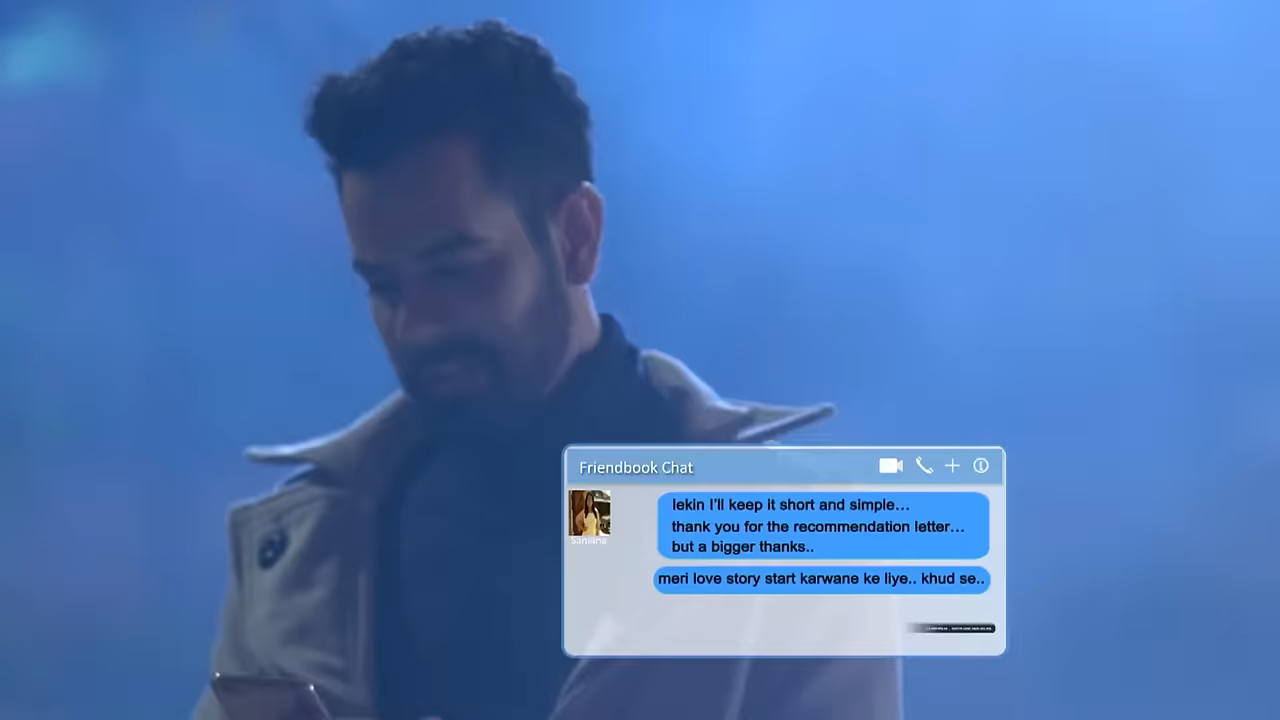 Friendbook Chat
lekin I'll keep it short and simple...
thank you for the recommendation letter...
but a bigger thanks..
meri love story start karwane ke liye.. khud se..